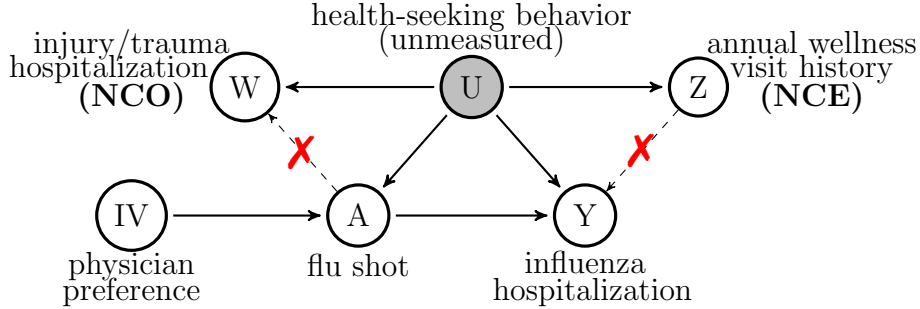 health-seeking behavior
(unmeasured)
injury/trauma
hospitalization
(NCO)
annual wellness
visit history
(NCE)
W
U
Z
✗
✗
IV
A
Y
physician
preference
flu shot
influenza
hospitalization